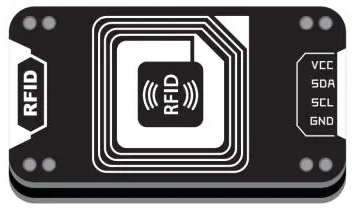 RFID
RFID
VCC
SDA
SCL
GND